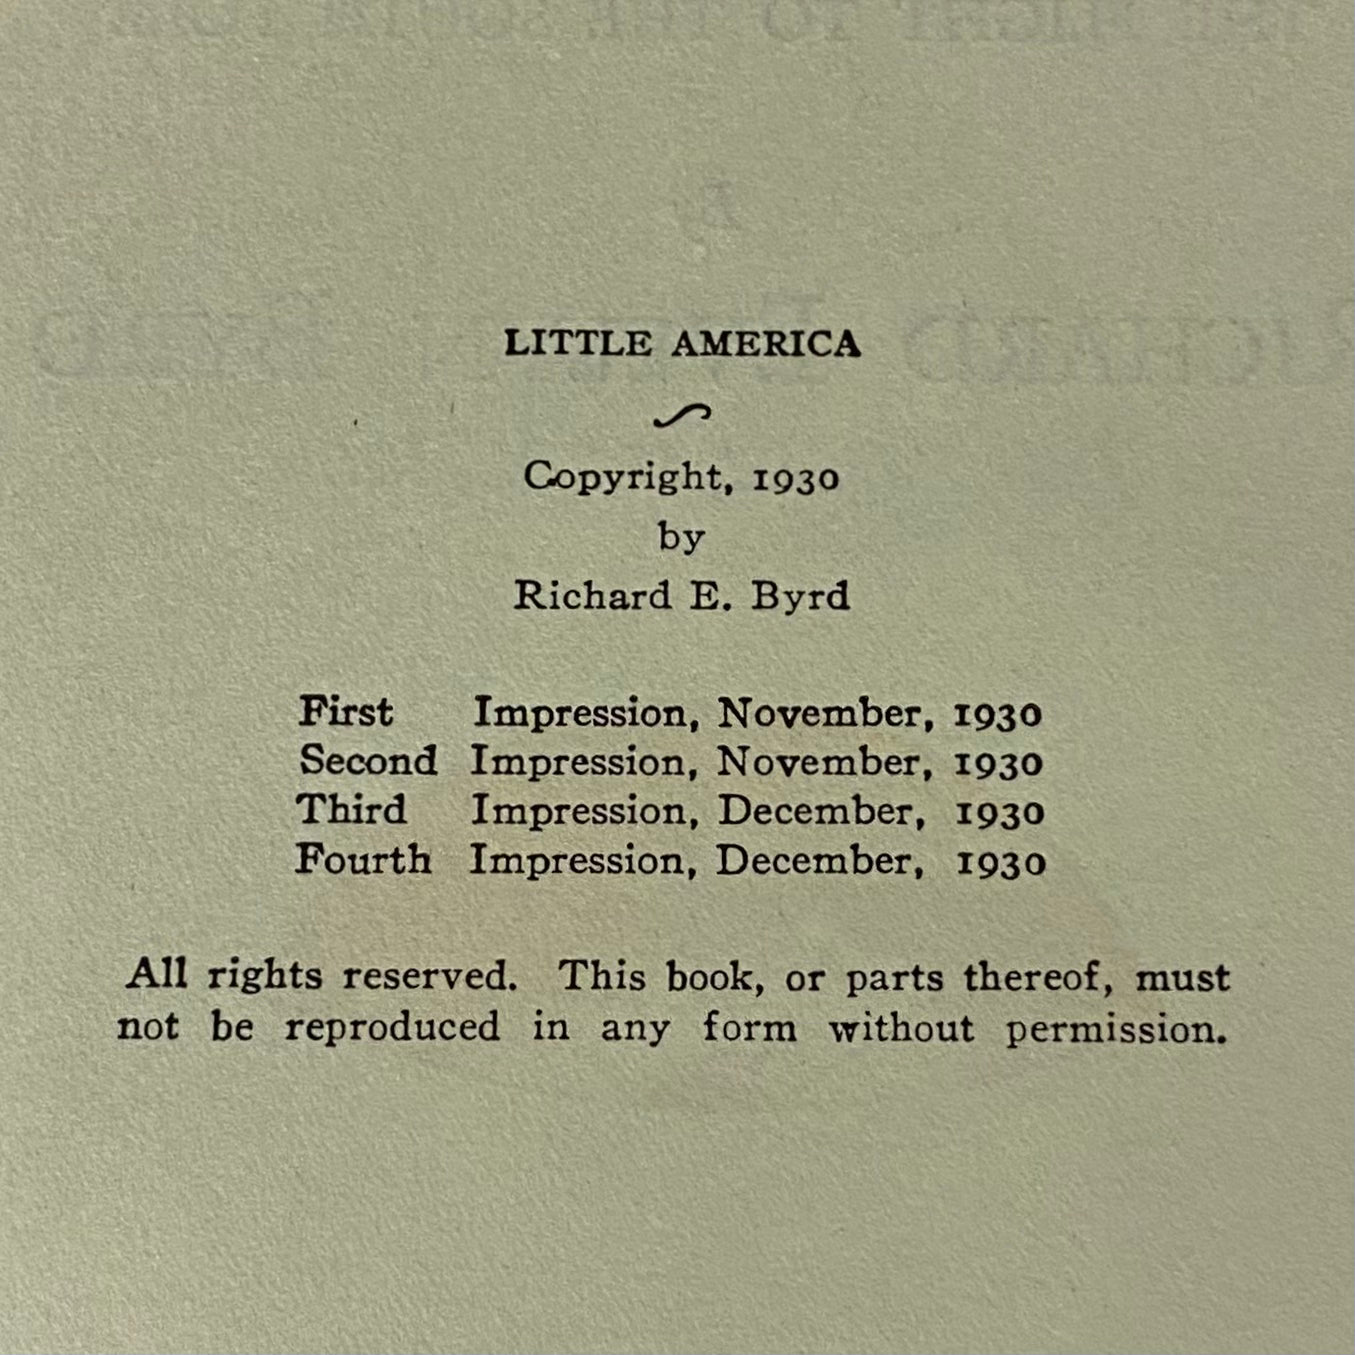 LITTLE AMERICA
Copyright, 1930
by
Richard E. Byrd
First Impression, November, 1930
Second Impression, November, 1930
Third Impression, December, 1930
Fourth Impression, December, 1930
All rights reserved. This book, or parts thereof, must
not be reproduced in any form without permission.